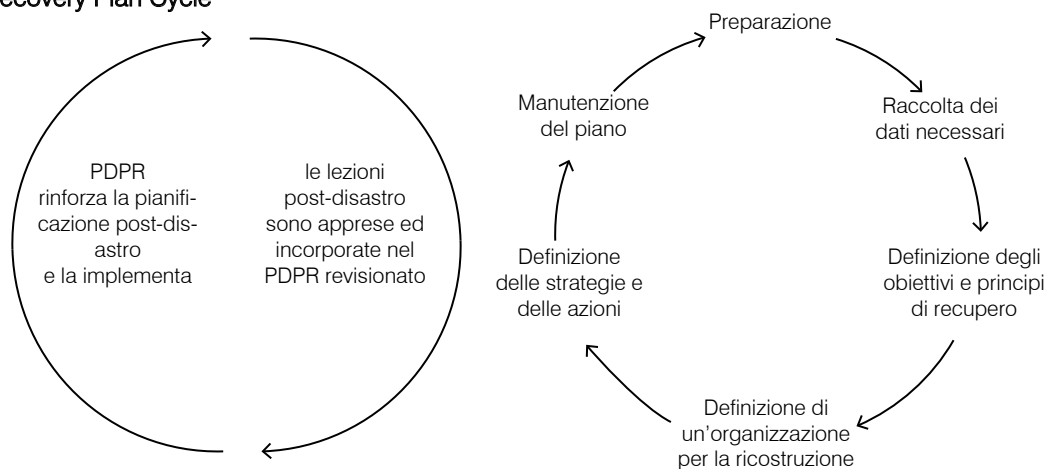 Recovery Plan Cycle
PDPR
rinforza la pianifi-
cazione post-dis-
astro
e la implementa
le lezioni
post-disastro
sono apprese ed
incorporate nel
PDPR revisionato
Preparazione
Raccolta dei
dati necessari
Definizione degli
obiettivi e principi
di recupero
Definizione di
un'organizzazione
per la ricostruzione
Definizione
delle strategie e
delle azioni
Manutenzione
del piano